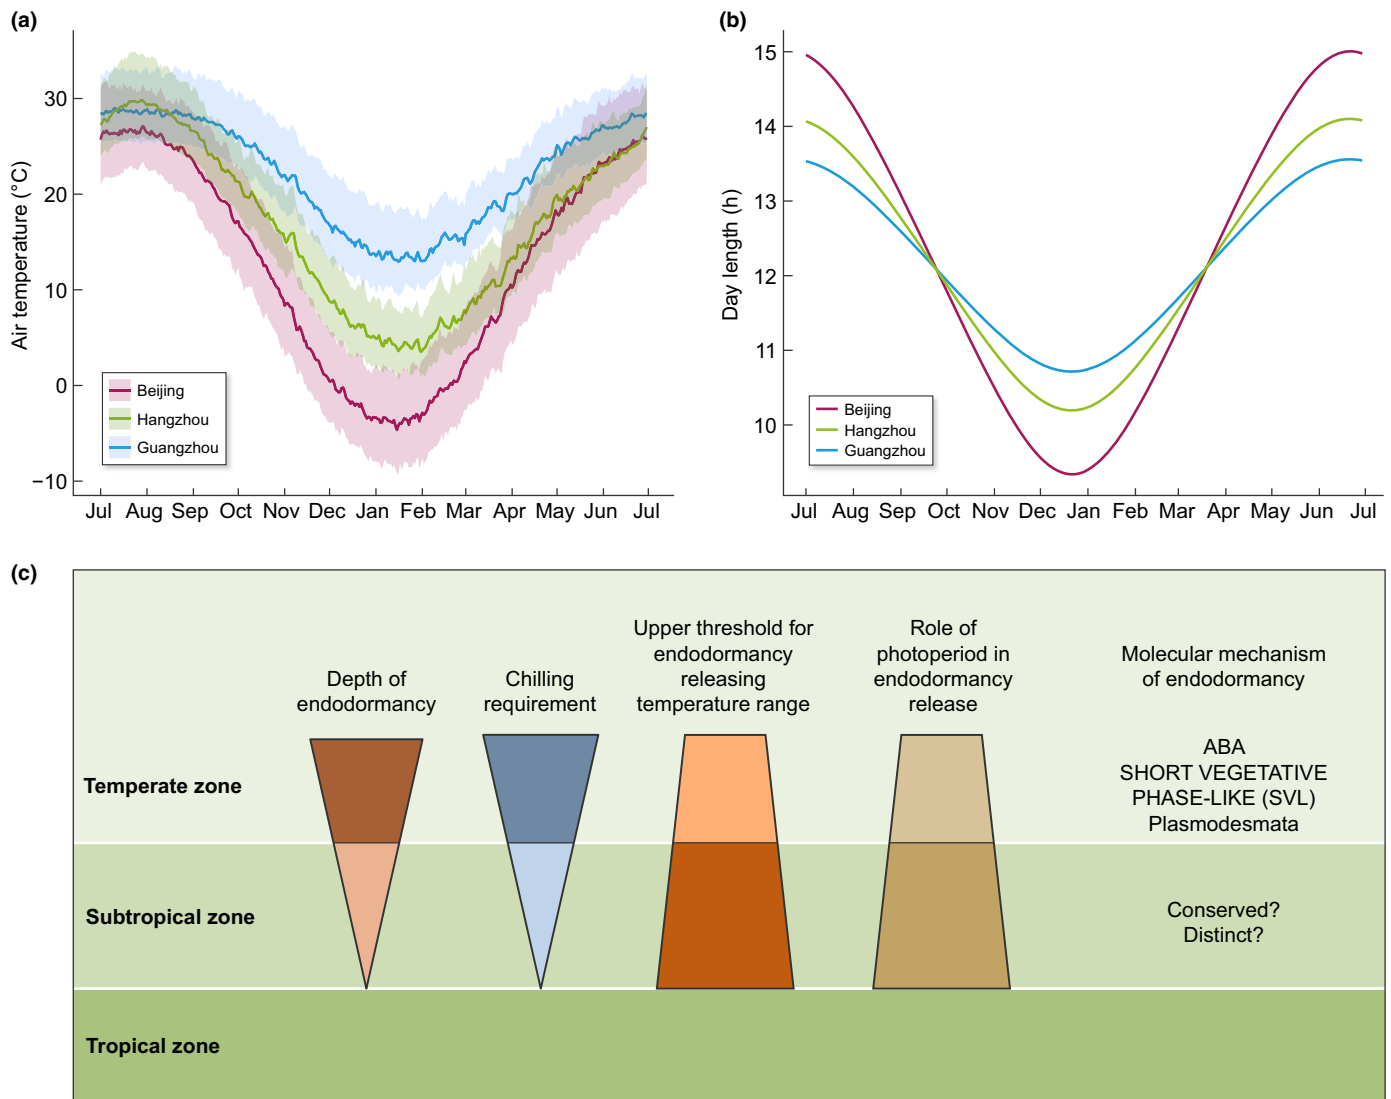 (a)
Air temperature (°C)
30
20
10
0
−10
Beijing
Hangzhou
Guangzhou
Jul Aug Sep Oct Nov Dec Jan Feb Mar Apr May Jun Jul
(b)
Day length (h)
15
14
13
12
11
10
Beijing
Hangzhou
Guangzhou
Jul Aug Sep Oct Nov Dec Jan Feb Mar Apr May Jun Jul
(c)
Depth of
endodormancy
Chilling
requirement
Upper threshold for
endodormancy
releasing
temperature range
Role of
photoperiod in
endodormancy
release
Molecular mechanism
of endodormancy
Temperate zone
ABA
SHORT VEGETATIVE
PHASE-LIKE (SVL)
Plasmodesmata
Subtropical zone
Conserved?
Distinct?
Tropical zone